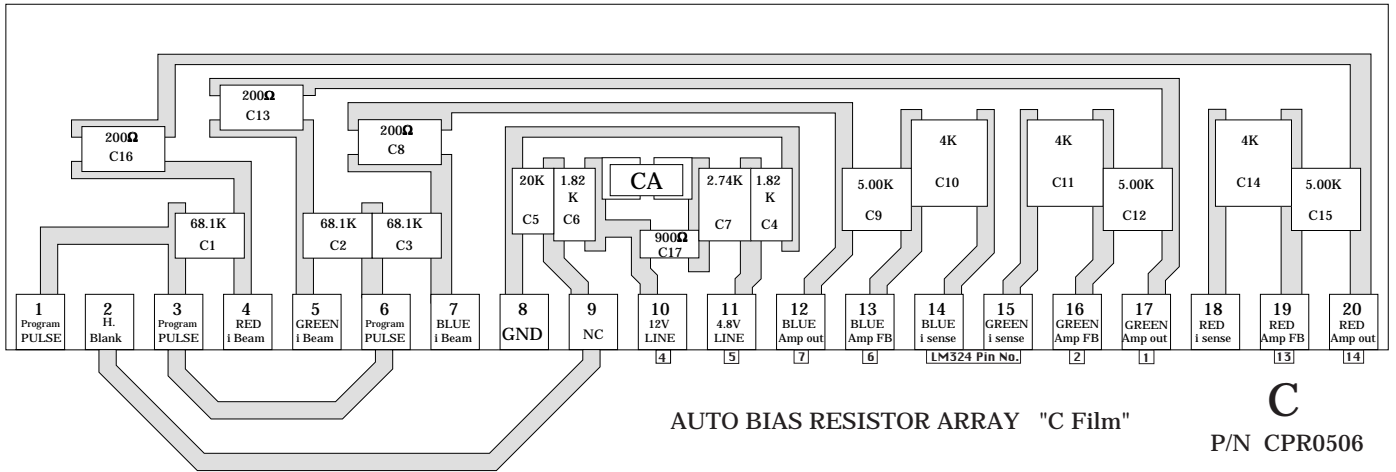 200Ω
C13
200Ω
C16
200Ω
C8
4K
C10
4K
C11
4K
C14
20K
C5
1.82
K
C6
CA
2.74K
C7
1.82
K
C4
5.00K
C9
5.00K
C12
5.00K
C15
68.1K
C1
68.1K
C2
68.1K
C3
900Ω
C17
1
Program
PULSE
2
H.
Blank
3
Program
PULSE
4
RED
i Beam
5
GREEN
i Beam
6
Program
PULSE
7
BLUE
i Beam
8
GND
9
NC
10
12V
LINE
11
4.8V
LINE
12
BLUE
Amp out
13
BLUE
Amp FB
14
BLUE
i sense
15
GREEN
i sense
16
GREEN
Amp FB
17
GREEN
Amp out
18
RED
i sense
19
RED
Amp FB
20
RED
Amp out
4
5
7
6
LM324 Pin No.
2
1
13
14
AUTO BIAS RESISTOR ARRAY "C Film"
C
P/N CPR0506